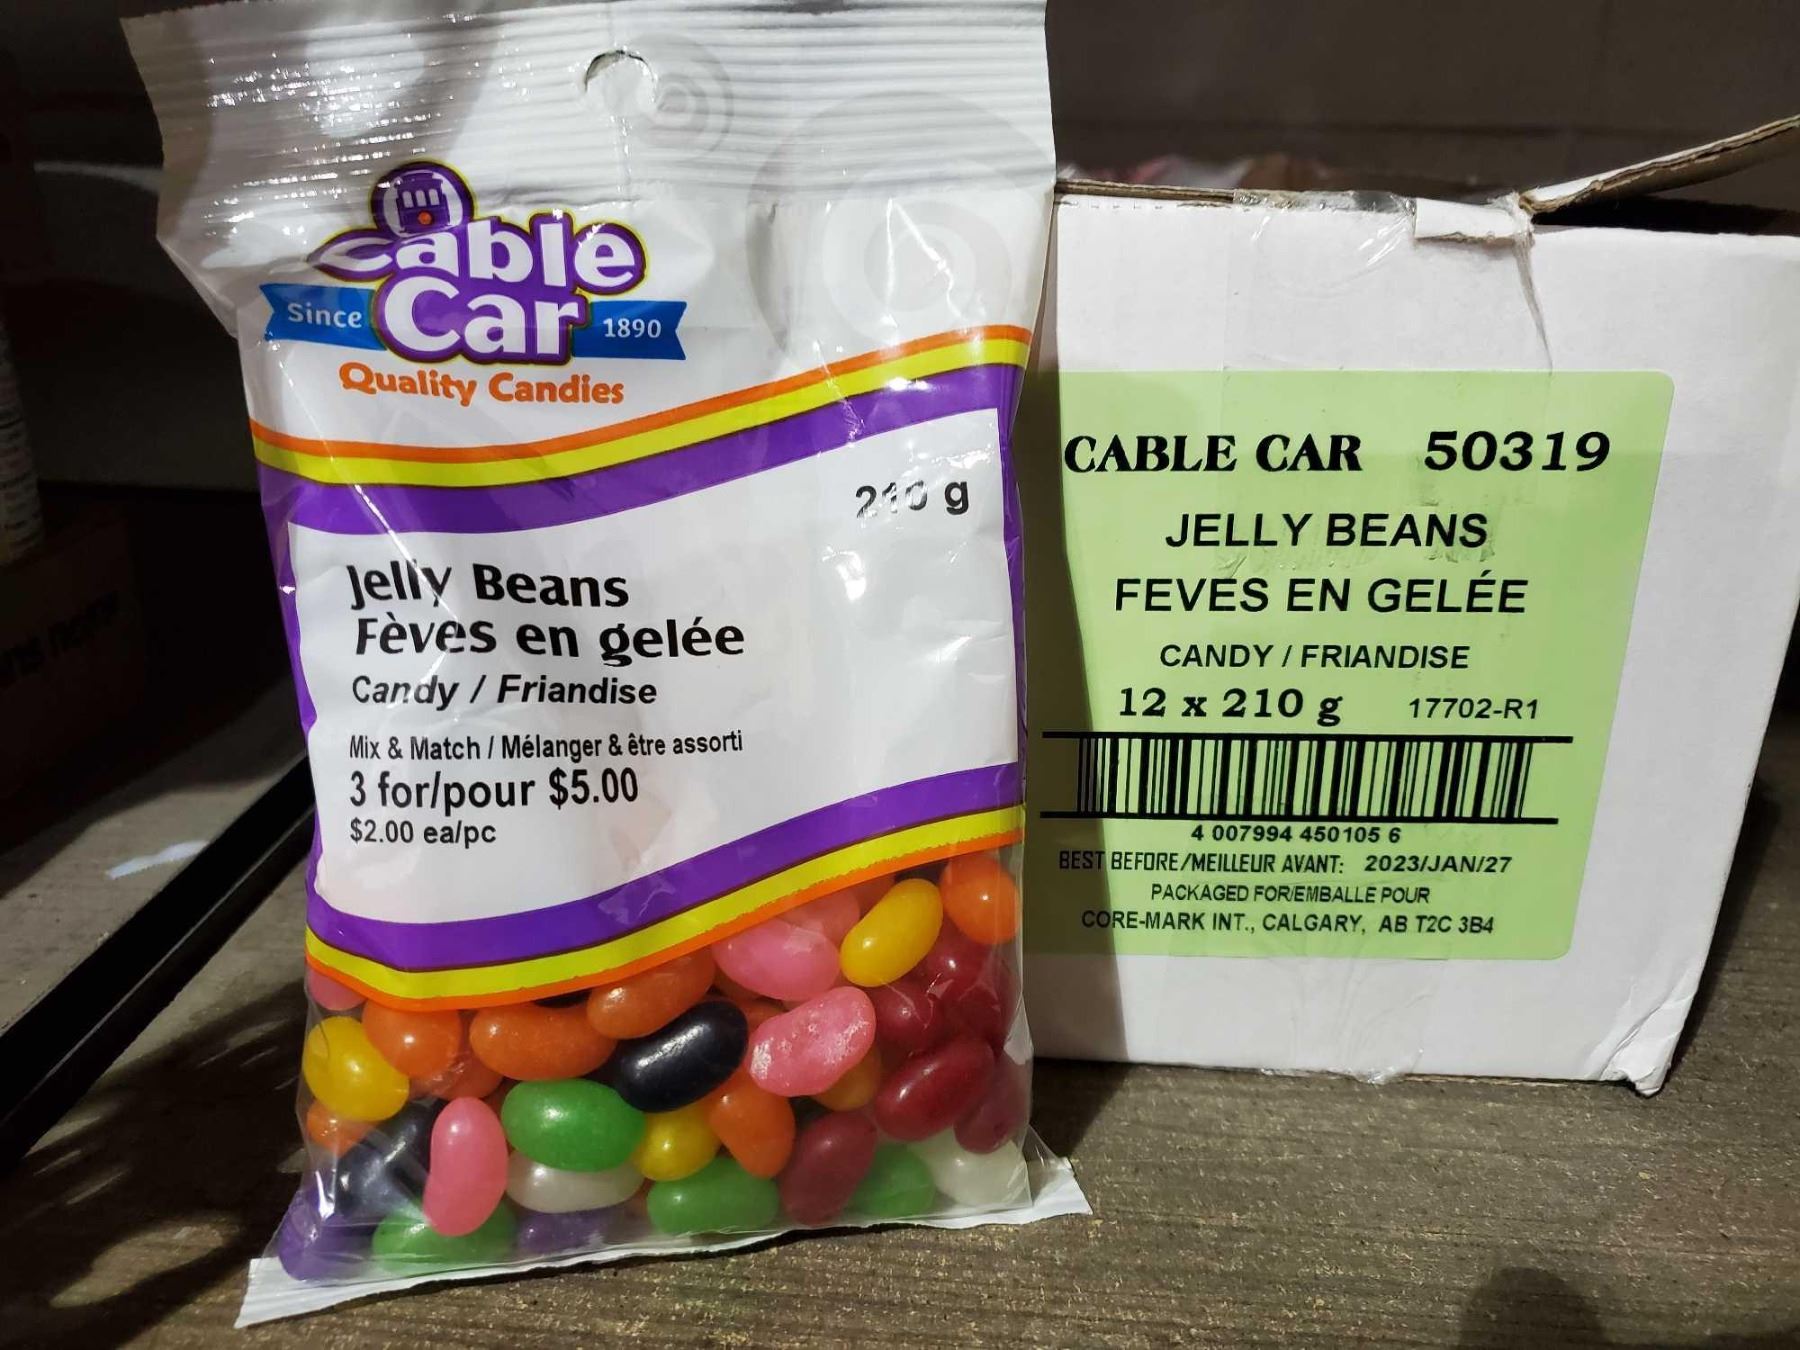 Cable
Car
Since 1890
Quality Candies
210 g
Jelly Beans
Fèves en gelée
Candy / Friandise
Mix & Match / Mélanger & être assorti
3 for/pour $5.00
$2.00 ea/pc
CABLE CAR 50319
JELLY BEANS
FEVES EN GELÉE
CANDY / FRIANDISE
12 x 210 g 17702-R1
4 007994 450105 6
BEST BEFORE/MEILLEUR AVANT: 2023/JAN/27
PACKAGED FOR/EMBALLE POUR
CORE-MARK INT., CALGARY, AB T2C 3B4